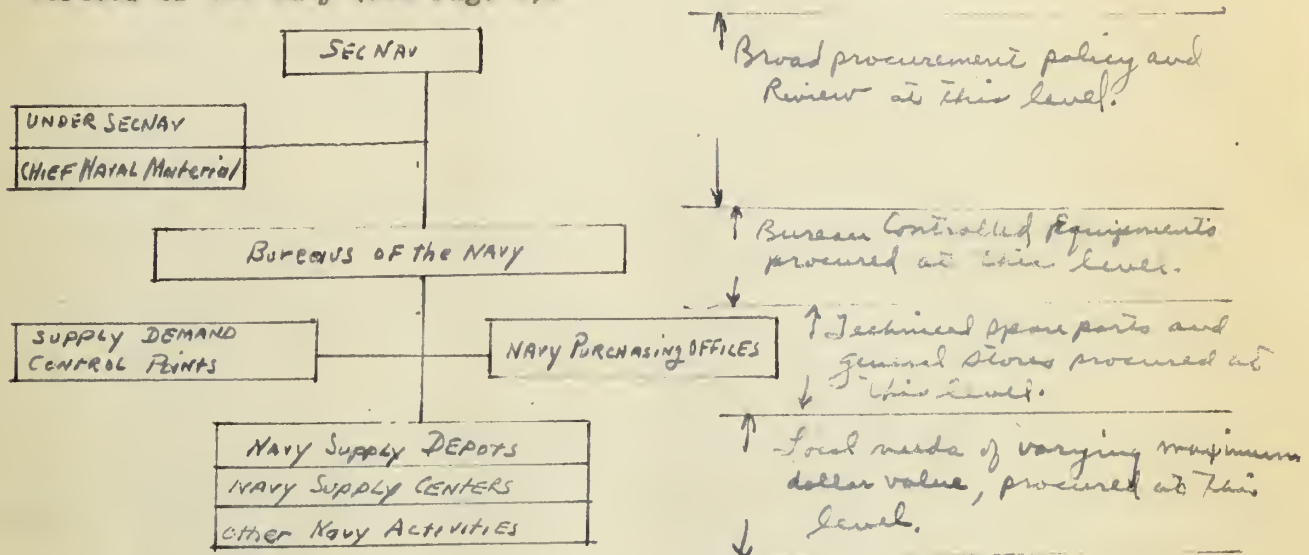 SECNAV
Broad procurement policy and
Review at this level.
UNDER SECNAV
CHIEF NAVAL Material
Bureaus OF the NAVY
Bureau Controlled Equipments
procured at this level.
SUPPLY DEMAND
CONTROL POINTS
NAVY PURCHASING OFFICES
Technical spare parts and
general stores procured at
this level.
NAVY SUPPLY DEPOTS
NAVY SUPPLY CENTERS
Other Navy ACTIVITIES
Local needs of varying maximum
dollar value, procured at this
level.